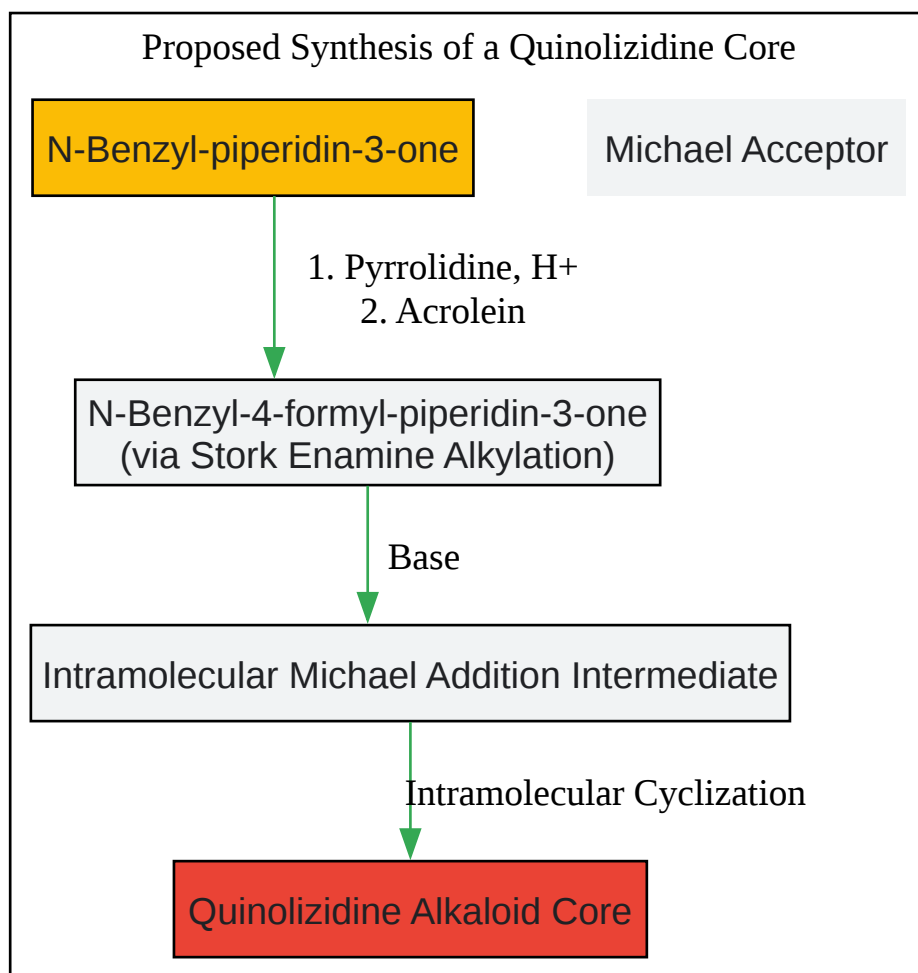 Proposed Synthesis of a Quinolizidine Core
N-Benzyl-piperidin-3-one
Michael Acceptor
1. Pyrrolidine, H+
2. Acrolein
N-Benzyl-4-formyl-piperidin-3-one
(via Stork Enamine Alkylation)
Base
Intramolecular Michael Addition Intermediate
Intramolecular Cyclization
Quinolizidine Alkaloid Core